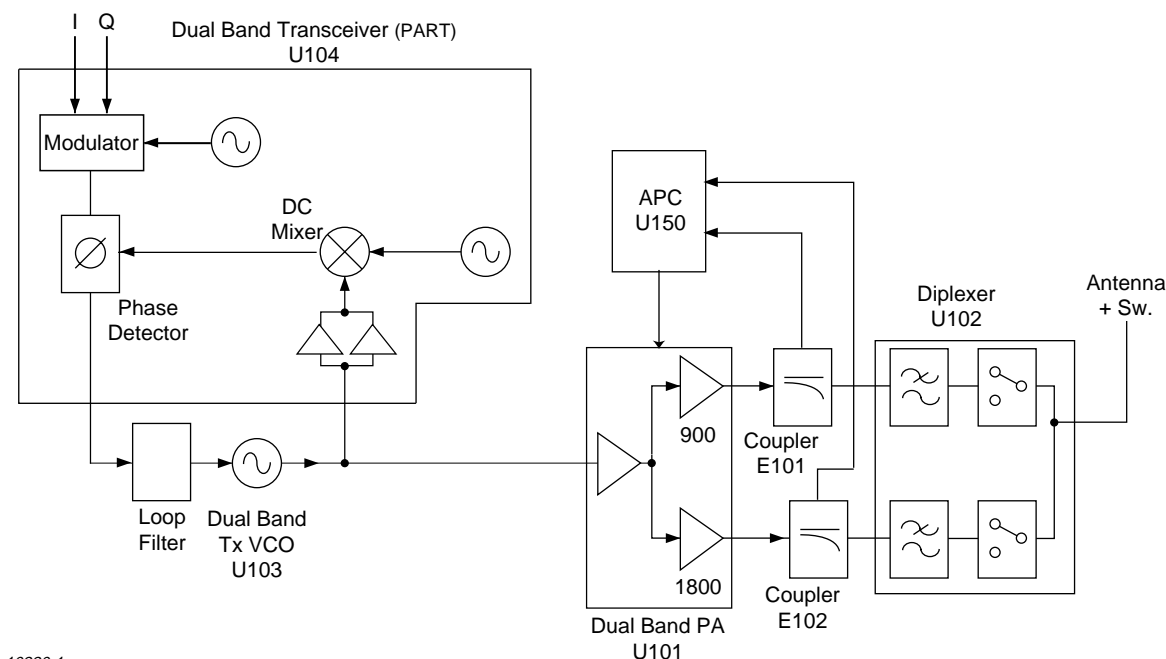 I Q
Dual Band Transceiver (PART)
U104
Modulator
DC
Mixer
Phase
Detector
APC
U150
Diplexer
U102
Antenna
+ Sw.
900
Coupler
E101
Loop
Filter
Dual Band
Tx VCO
U103
1800
Coupler
E102
Dual Band PA
U101